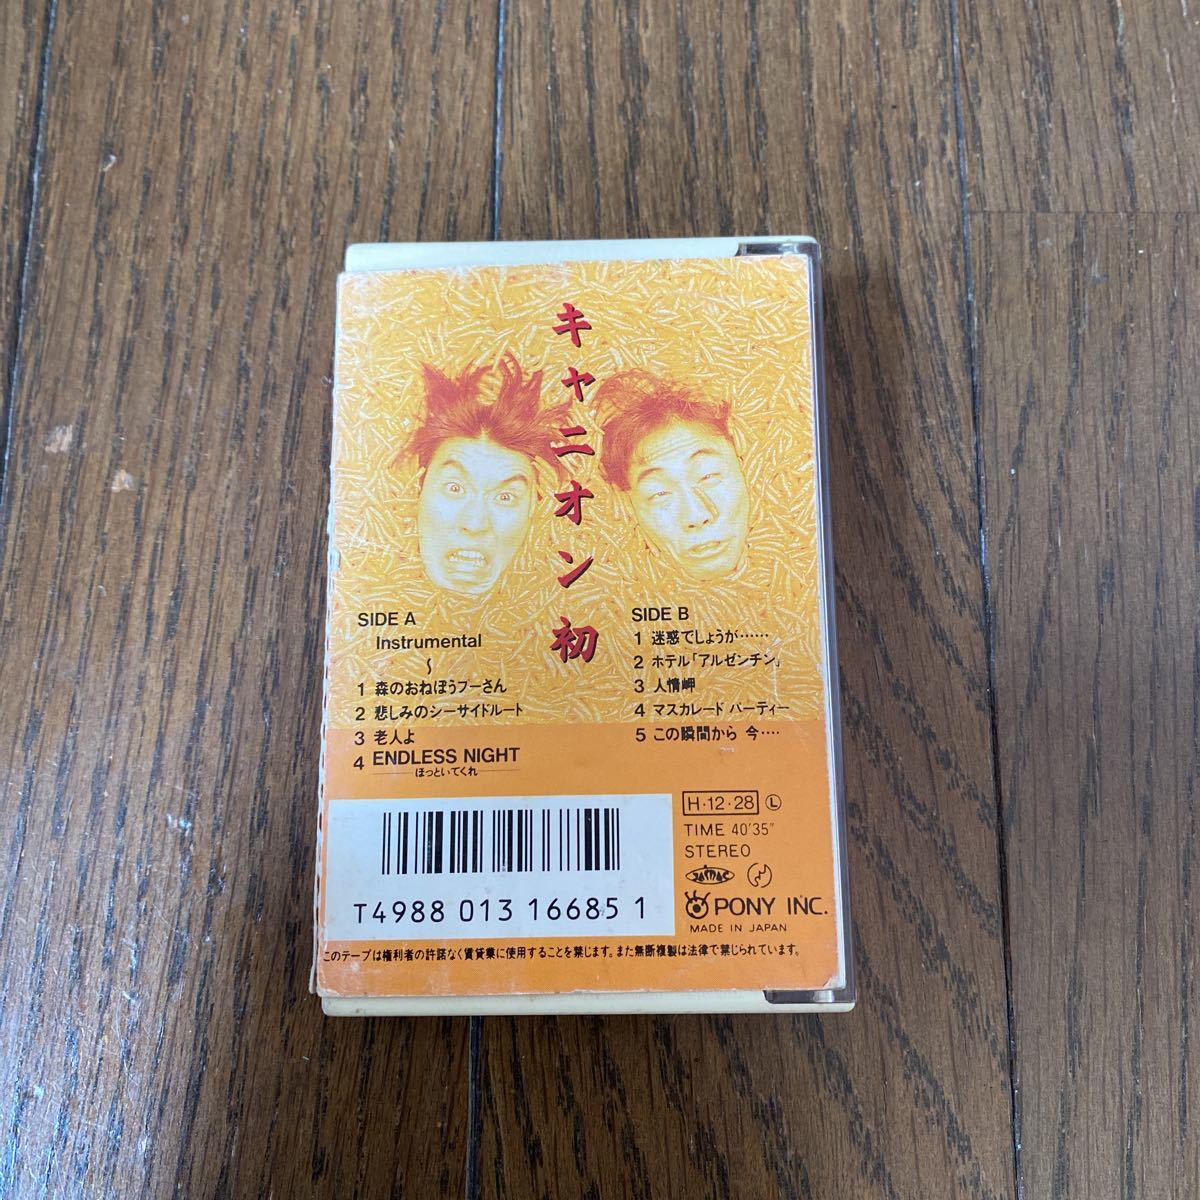 キャニオン初
SIDE A
Instrumental
～
1 森のおねぼうプーさん
2 悲しみのシーサイドルート
3 老人よ
4 ENDLESS NIGHT
ほっといてくれ
SIDE B
1 迷惑でしょうが……
2 ホテル「アルゼンチン」
3 人情岬
4 マスカレード パーティー
5 この瞬間から 今‥‥
H・12・28 Ⓛ
TIME 40'35"
STEREO
PONY INC.
MADE IN JAPAN
T4988 013 16685 1
このテープは権利者の許諾なく賃貸業に使用することを禁じます。また無断複製は法律で禁じられています。